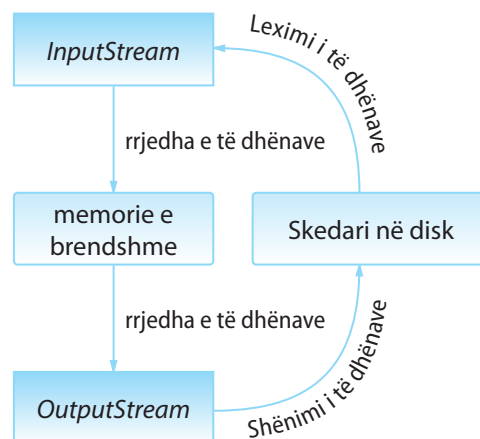 InputStream
Leximi i të dhënave
rrjedha e të dhënave
memorie e
brendshme
Skedari në disk
rrjedha e të dhënave
OutputStream
Shënimi i të dhënave